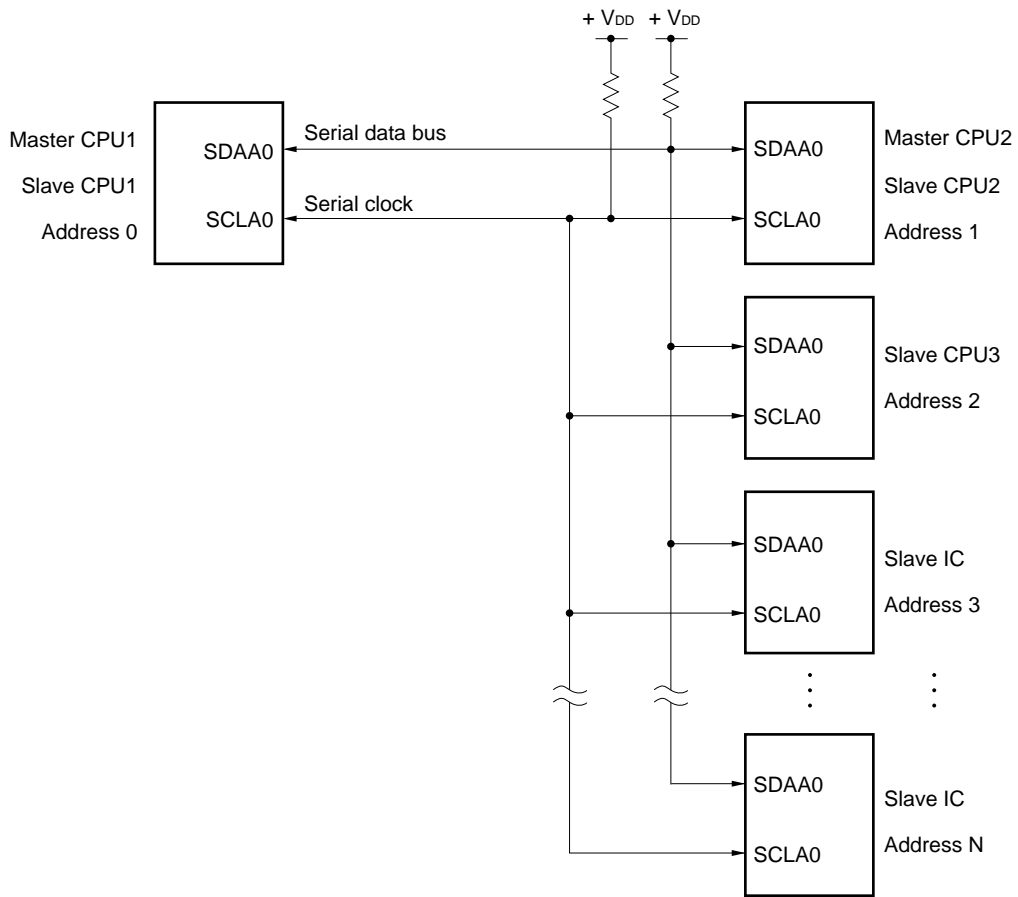 + VDD
+ VDD
Master CPU1
Slave CPU1
Address 0
SDAA0
SCLA0
Serial data bus
Serial clock
SDAA0
SCLA0
Master CPU2
Slave CPU2
Address 1
SDAA0
SCLA0
Slave CPU3
Address 2
SDAA0
SCLA0
Slave IC
Address 3
SDAA0
SCLA0
Slave IC
Address N